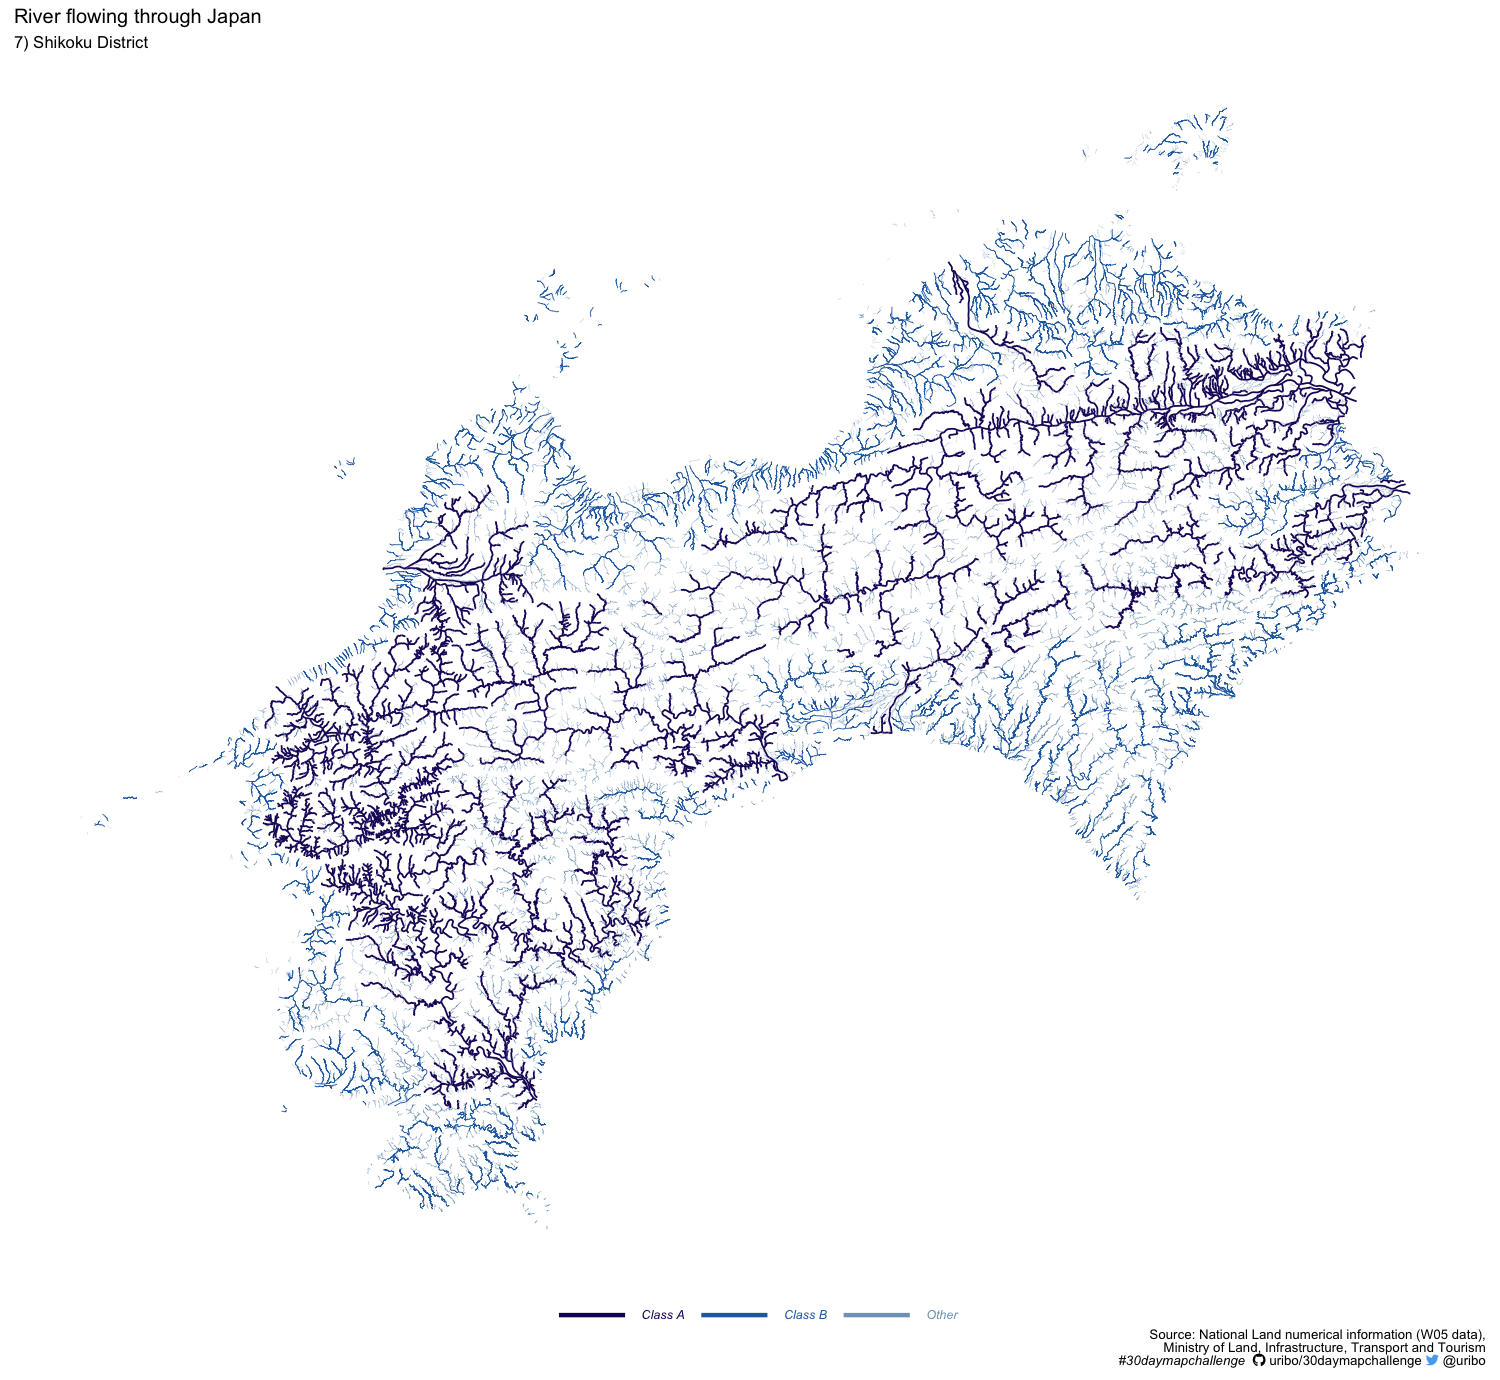 River flowing through Japan
7) Shikoku District
Class A Class B Other
Source: National Land numerical information (W05 data),
Ministry of Land, Infrastructure, Transport and Tourism
#30daymapchallenge uribo/30daymapchallenge @uribo